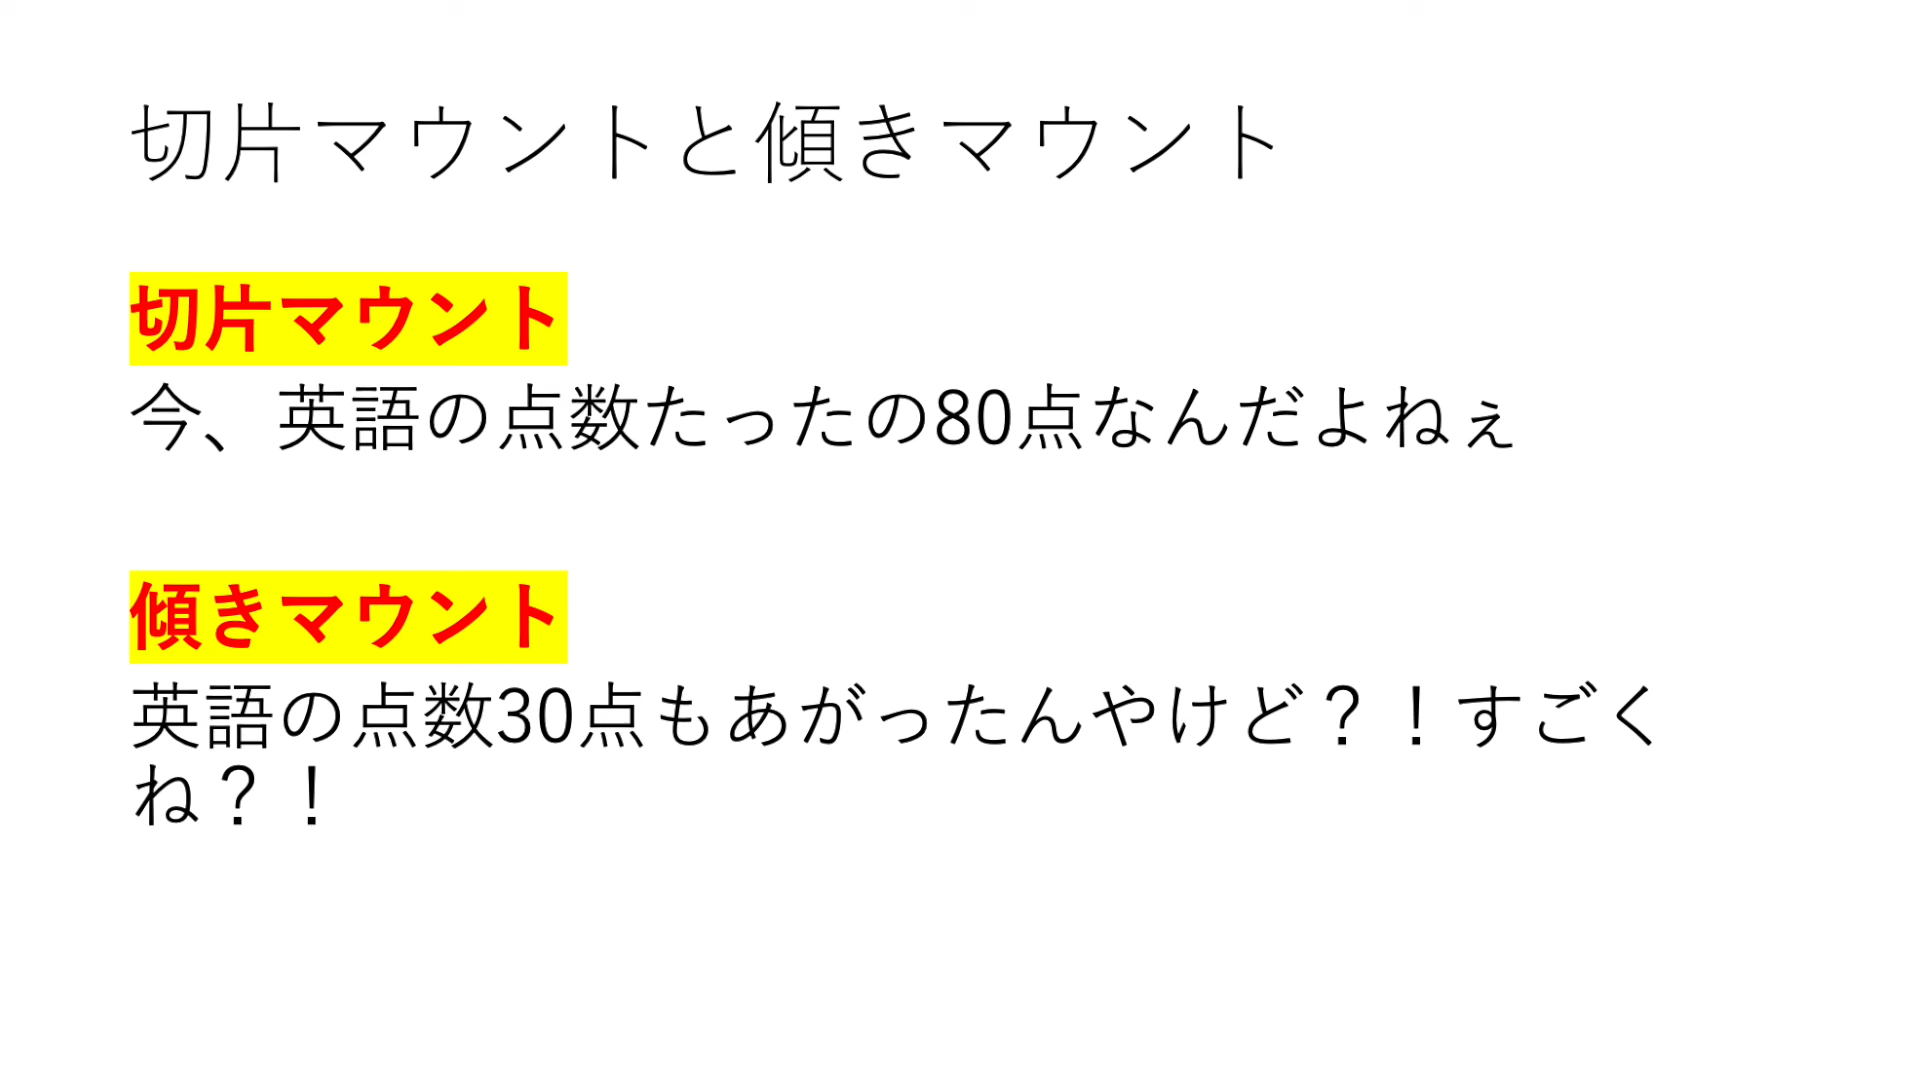 切片マウントと傾きマウント
切片マウント
今、英語の点数たったの80点なんだよねぇ
傾きマウント
英語の点数30点もあがったんやけど？！すごく
ね？！